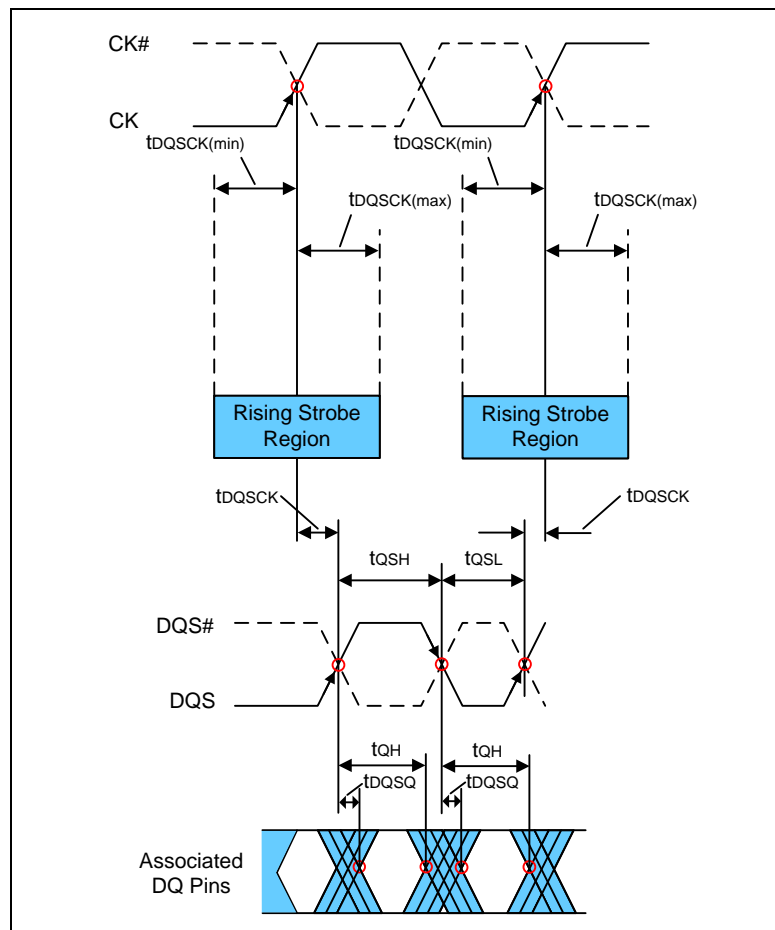 CK#
CK
tDQSCK(min)
tDQSCK(min)
tDQSCK(max)
tDQSCK(max)
Rising Strobe
Region
Rising Strobe
Region
tDQSCK
tDQSCK
tQSH
tQSL
DQS#
DQS
tQH
tQH
tDQSQ
tDQSQ
Associated
DQ Pins